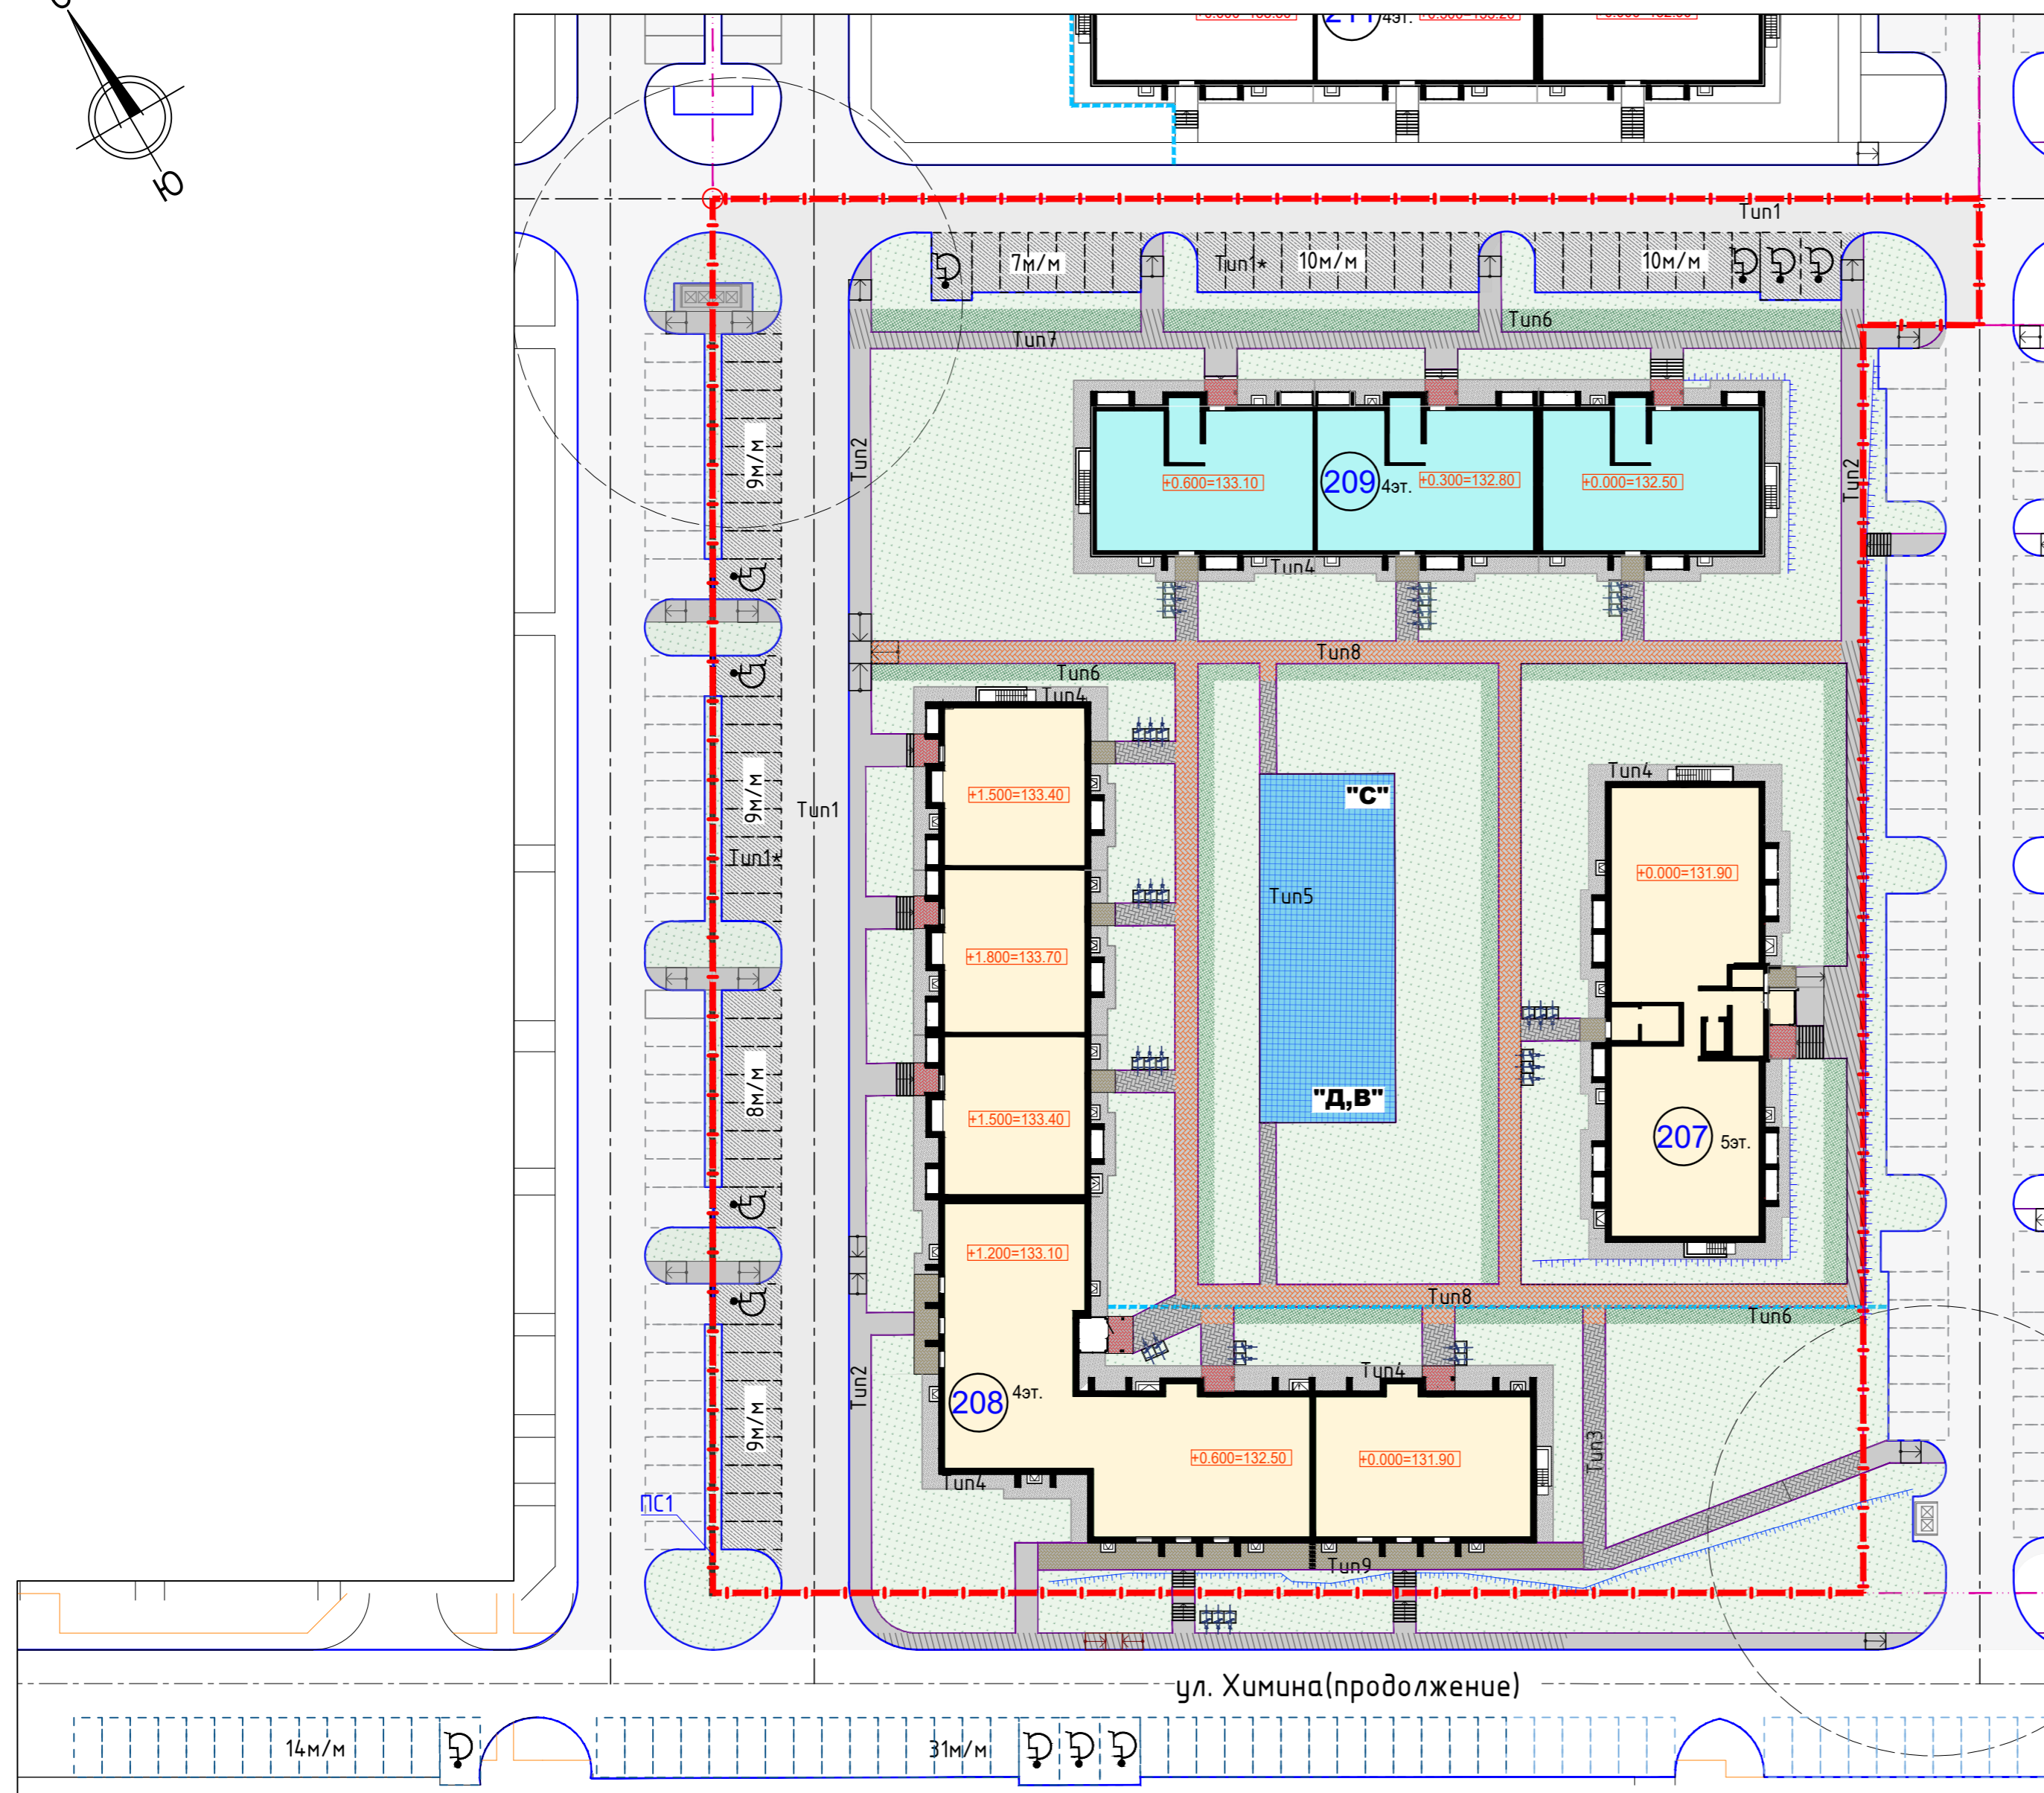 Ю
4эт.
Тип1
7м/м
Тип1*
10м/м
10м/м
Тип6
Тип7
9м/м
Тип2
Тип2
+0.600=133.10
209
4эт.
+0.300=132.80
+0.000=132.50
Тип4
Тип8
Тип6
Тип4
Тип4
"С"
+1.500=133.40
9м/м
Тип1
Тип1*
Тип5
+0.000=131.90
+1.800=133.70
8м/м
"Д,В"
+1.500=133.40
207
5эт.
+1.200=133.10
Тип8
Тип6
Тип2
208
4эт.
Тип4
9м/м
+0.600=132.50
+0.000=131.90
Тип3
Тип4
ПС1
Тип9
ул. Химина(продолжение)
14м/м
31м/м